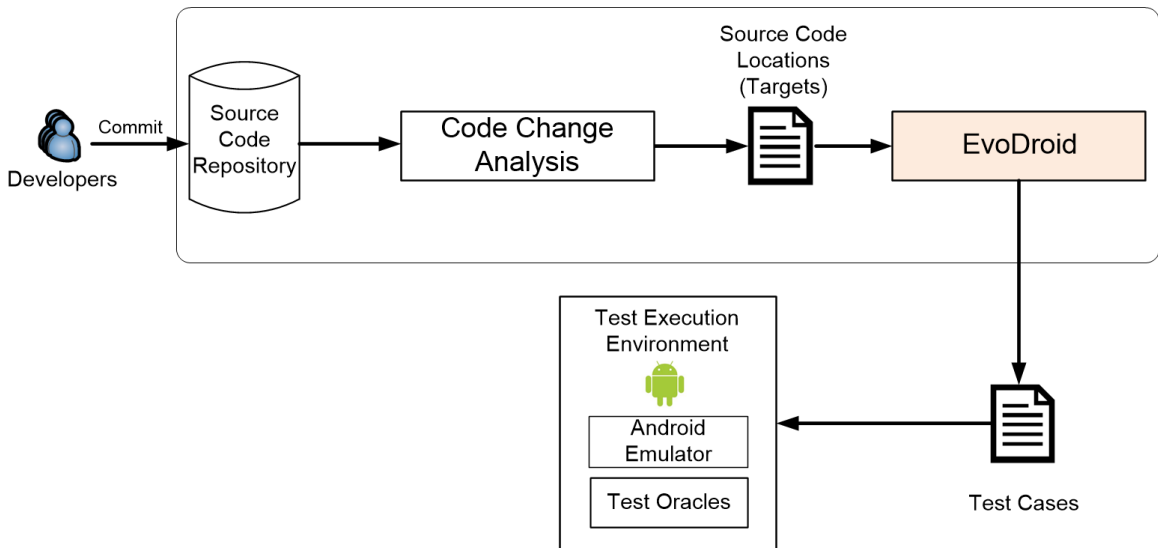 Developers
Commit
Source
Code
Repository
Code Change
Analysis
Source Code
Locations
(Targets)
EvoDroid
Test Execution
Environment
Android
Emulator
Test Oracles
Test Cases